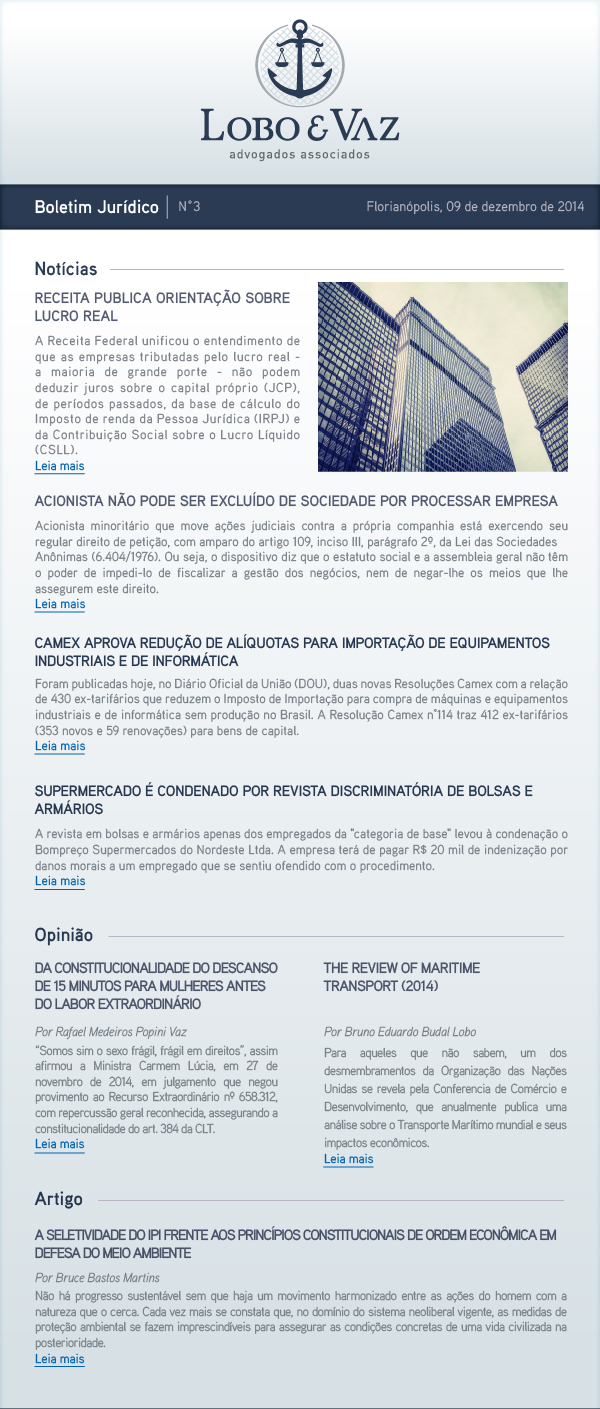 LOBO & VAZ
advogados associados
Boletim Jurídico | N°3
Florianópolis, 09 de dezembro de 2014
Notícias
RECEITA PUBLICA ORIENTAÇÃO SOBRE
LUCRO REAL
A Receita Federal unificou o entendimento de
que as empresas tributadas pelo lucro real -
a maioria de grande porte - não podem
deduzir juros sobre o capital próprio (JCP),
de períodos passados, da base de cálculo do
Imposto de renda da Pessoa Jurídica (IRPJ) e
da Contribuição Social sobre o Lucro Líquido
(CSLL).
Leia mais
ACIONISTA NÃO PODE SER EXCLUÍDO DE SOCIEDADE POR PROCESSAR EMPRESA
Acionista minoritário que move ações judiciais contra a própria companhia está exercendo seu
regular direito de petição, com amparo do artigo 109, inciso III, parágrafo 2º, da Lei das Sociedades
Anônimas (6.404/1976). Ou seja, o dispositivo diz que o estatuto social e a assembleia geral não têm
o poder de impedi-lo de fiscalizar a gestão dos negócios, nem de negar-lhe os meios que lhe
assegurem este direito.
Leia mais
CAMEX APROVA REDUÇÃO DE ALÍQUOTAS PARA IMPORTAÇÃO DE EQUIPAMENTOS
INDUSTRIAIS E DE INFORMÁTICA
Foram publicadas hoje, no Diário Oficial da União (DOU), duas novas Resoluções Camex com a relação
de 430 ex-tarifários que reduzem o Imposto de Importação para compra de máquinas e equipamentos
industriais e de informática sem produção no Brasil. A Resolução Camex n°114 traz 412 ex-tarifários
(353 novos e 59 renovações) para bens de capital.
Leia mais
SUPERMERCADO É CONDENADO POR REVISTA DISCRIMINATÓRIA DE BOLSAS E
ARMÁRIOS
A revista em bolsas e armários apenas dos empregados da "categoria de base" levou à condenação o
Bompreço Supermercados do Nordeste Ltda. A empresa terá de pagar R$ 20 mil de indenização por
danos morais a um empregado que se sentiu ofendido com o procedimento.
Leia mais
Opinião
DA CONSTITUCIONALIDADE DO DESCANSO
DE 15 MINUTOS PARA MULHERES ANTES
DO LABOR EXTRAORDINÁRIO
Por Rafael Medeiros Popini Vaz
"Somos sim o sexo frágil, frágil em direitos", assim
afirmou a Ministra Carmem Lúcia, em 27 de
novembro de 2014, em julgamento que negou
provimento ao Recurso Extraordinário nº 658.312,
com repercussão geral reconhecida, assegurando a
constitucionalidade do art. 384 da CLT.
Leia mais
THE REVIEW OF MARITIME
TRANSPORT (2014)
Por Bruno Eduardo Budal Lobo
Para aqueles que não sabem, um dos
desmembramentos da Organização das Nações
Unidas se revela pela Conferencia de Comércio e
Desenvolvimento, que anualmente publica uma
análise sobre o Transporte Marítimo mundial e seus
impactos econômicos.
Leia mais
Artigo
A SELETIVIDADE DO IPI FRENTE AOS PRINCÍPIOS CONSTITUCIONAIS DE ORDEM ECONÔMICA EM
DEFESA DO MEIO AMBIENTE
Por Bruce Bastos Martins
Não há progresso sustentável sem que haja um movimento harmonizado entre as ações do homem com a
natureza que o cerca. Cada vez mais se constata que, no domínio do sistema neoliberal vigente, as medidas de
proteção ambiental se fazem imprescindíveis para assegurar as condições concretas de uma vida civilizada na
posterioridade.
Leia mais